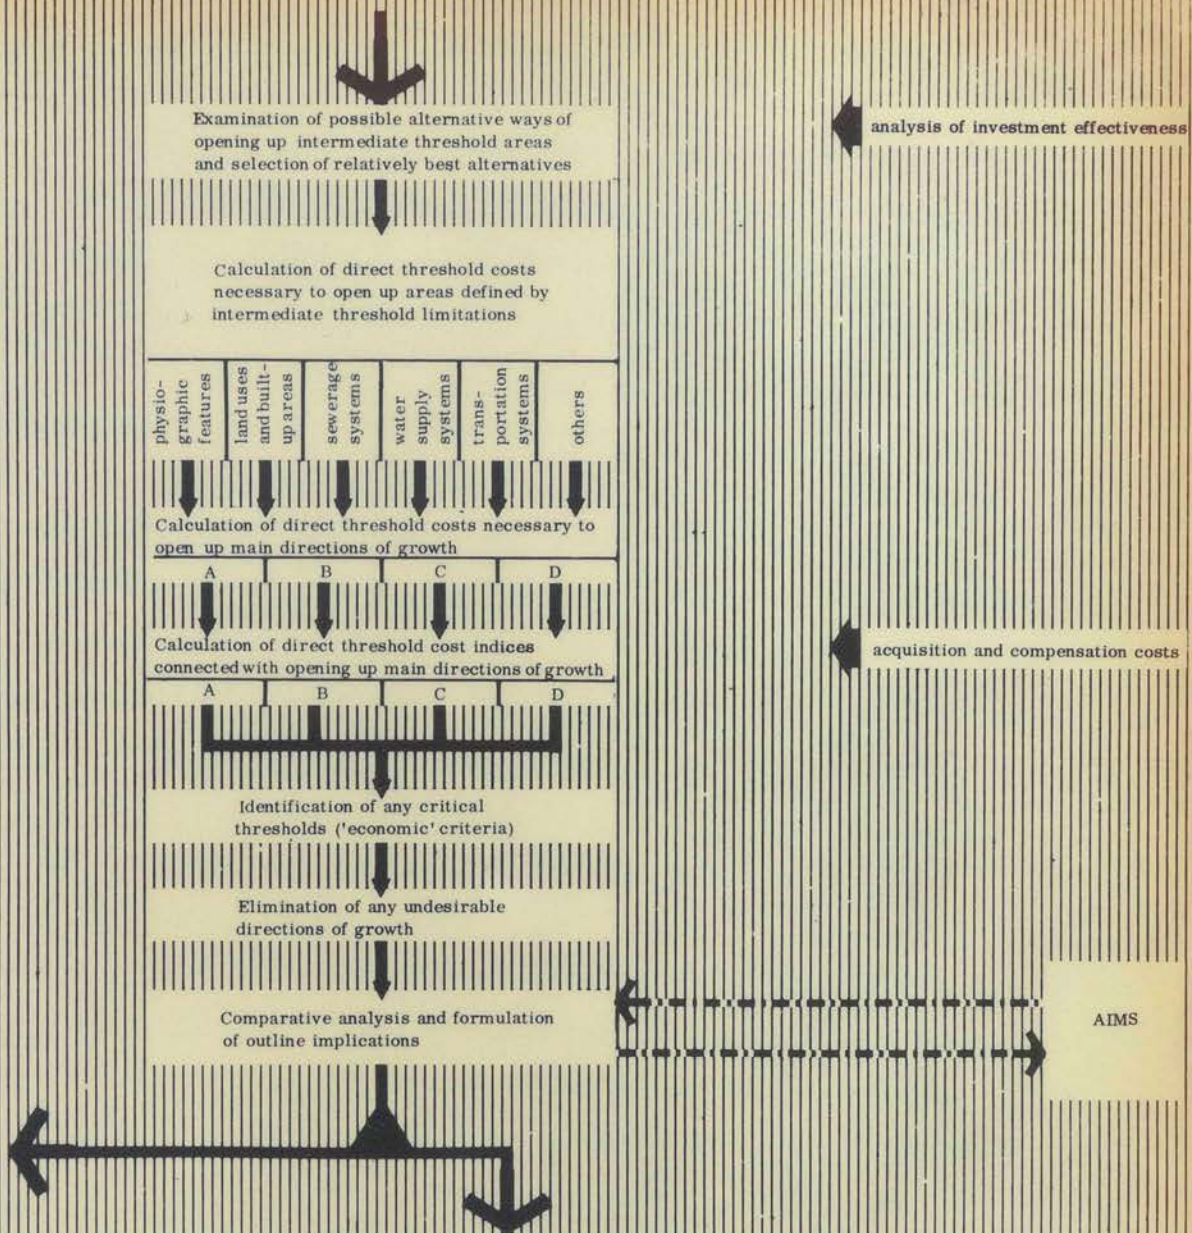 Examination of possible alternative ways of
opening up intermediate threshold areas
and selection of relatively best alternatives
analysis of investment effectiveness
Calculation of direct threshold costs
necessary to open up areas defined by
intermediate threshold limitations
physio-
graphic
features
land uses
and built-
up areas
sewerage
systems
water
supply
systems
trans-
portation
systems
others
Calculation of direct threshold costs necessary to
open up main directions of growth
A B C D
Calculation of direct threshold cost indices
connected with opening up main directions of growth
acquisition and compensation costs
A B C D
Identification of any critical
thresholds ('economic' criteria)
Elimination of any undesirable
directions of growth
Comparative analysis and formulation
of outline implications
AIMS